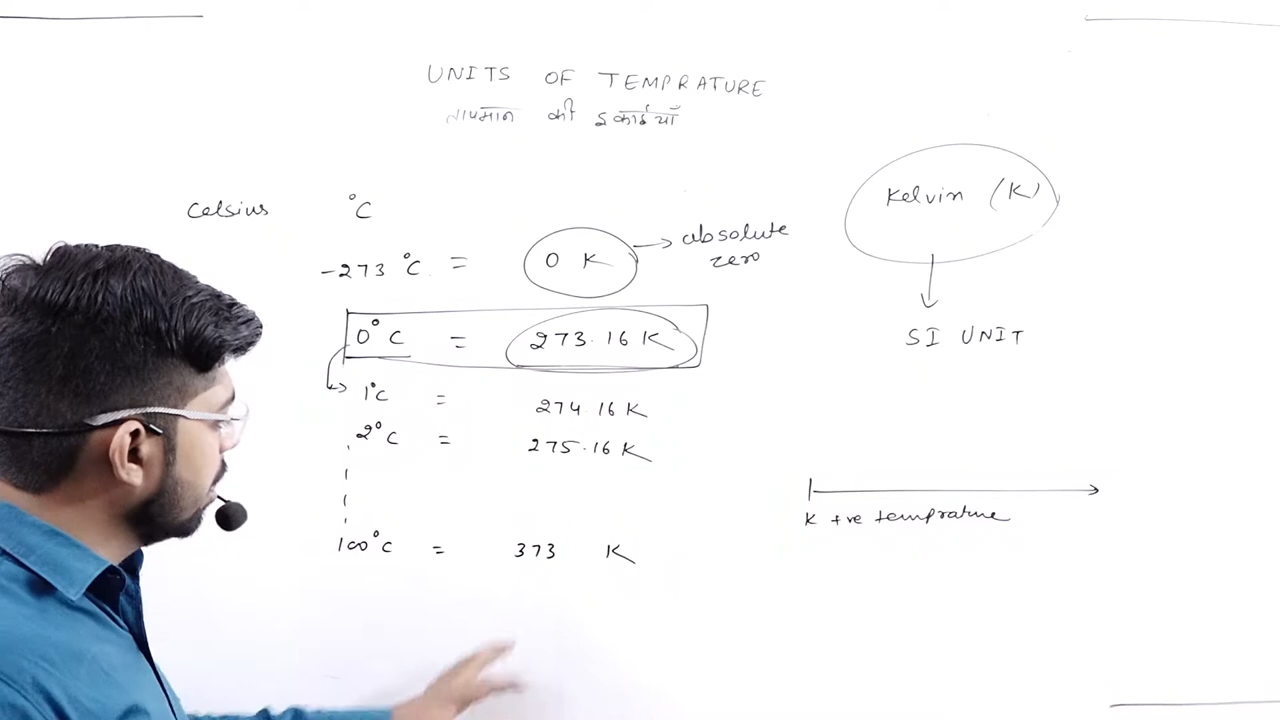 UNITS OF TEMPRATURE
तापमान की इकाईयाँ
Kelvin (K)
Celsius °C
-273 °C = 0 K → absolute zero
0°C = 273.16 K
SI UNIT
1°C = 274.16 K
2°C = 275.16 K
K +ve temprature
100°C = 373 K